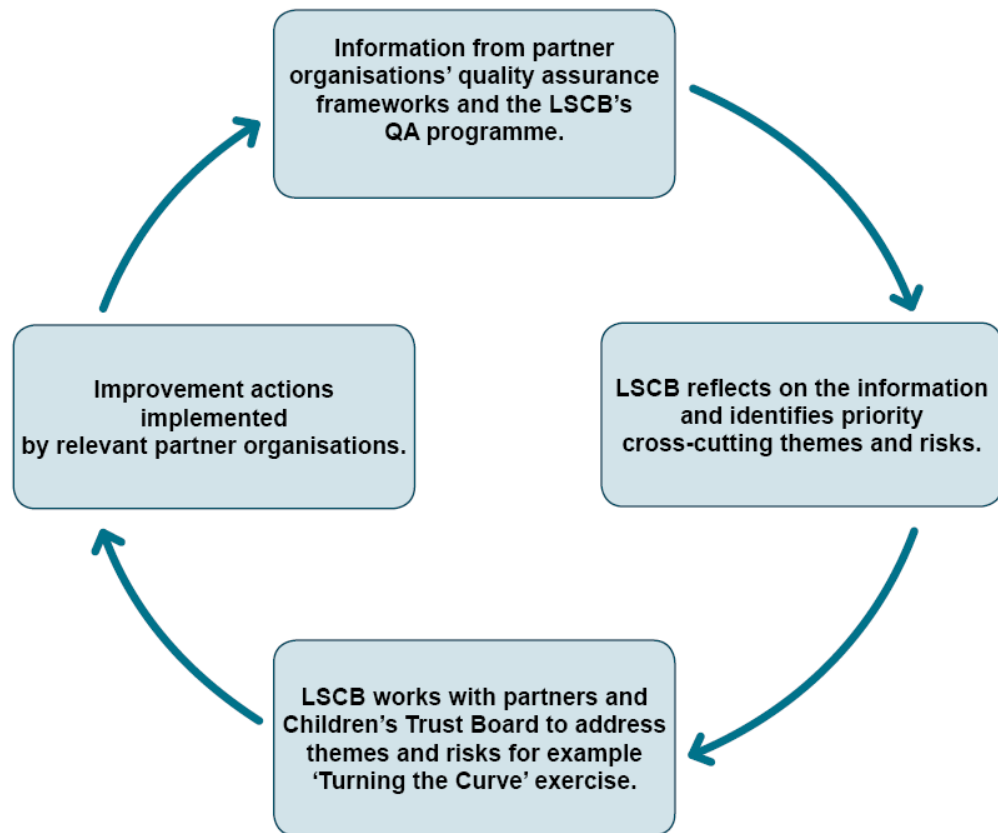 Information from partner
organisations’ quality assurance
frameworks and the LSCB’s
QA programme.
LSCB reflects on the information
and identifies priority
cross-cutting themes and risks.
LSCB works with partners and
Children’s Trust Board to address
themes and risks for example
‘Turning the Curve’ exercise.
Improvement actions
implemented
by relevant partner organisations.